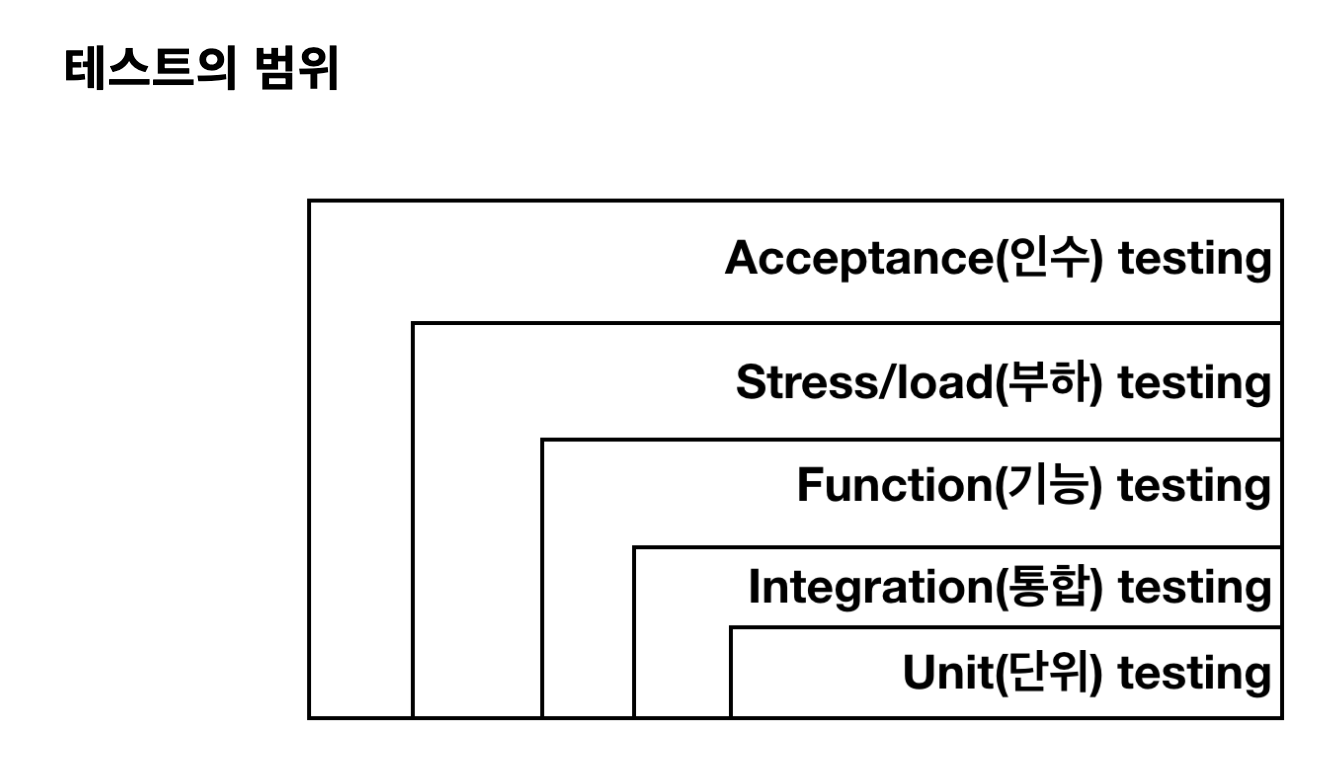 테스트의 범위
Acceptance(인수) testing
Stress/load(부하) testing
Function(기능) testing
Integration(통합) testing
Unit(단위) testing